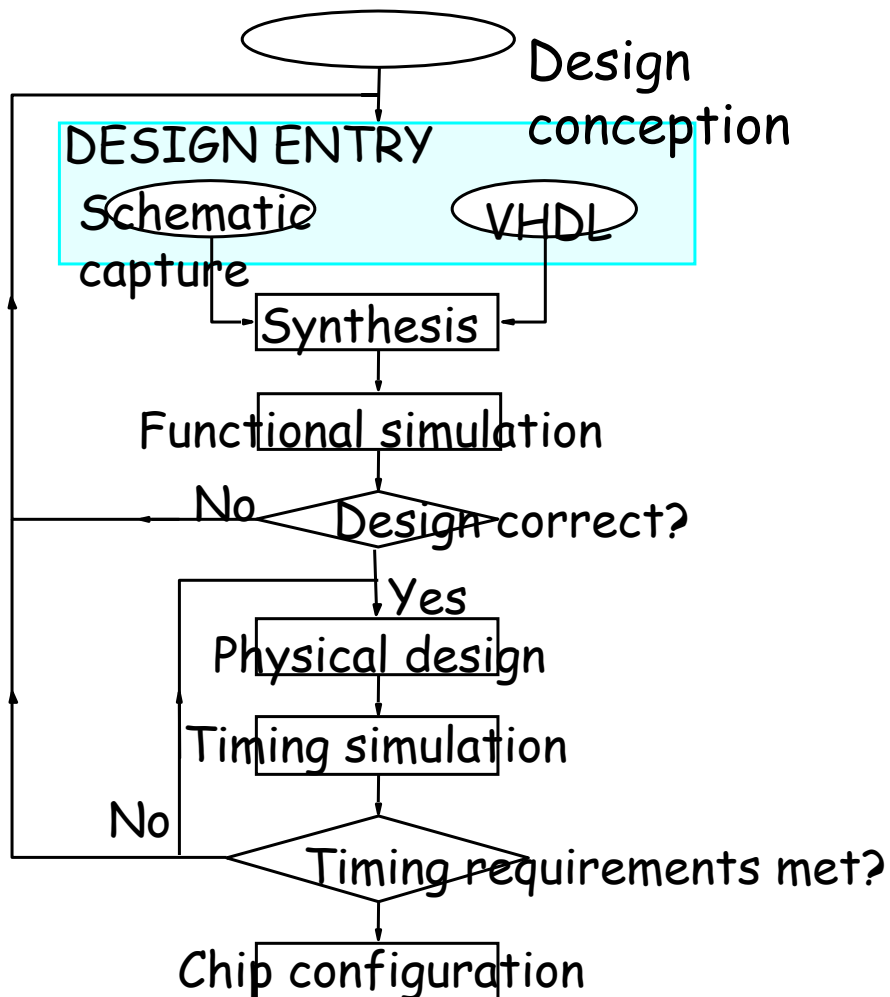 Design
conception
DESIGN ENTRY
Schematic
capture
VHDL
Synthesis
Functional simulation
No
Design correct?
Yes
Physical design
Timing simulation
No
Timing requirements met?
Chip configuration